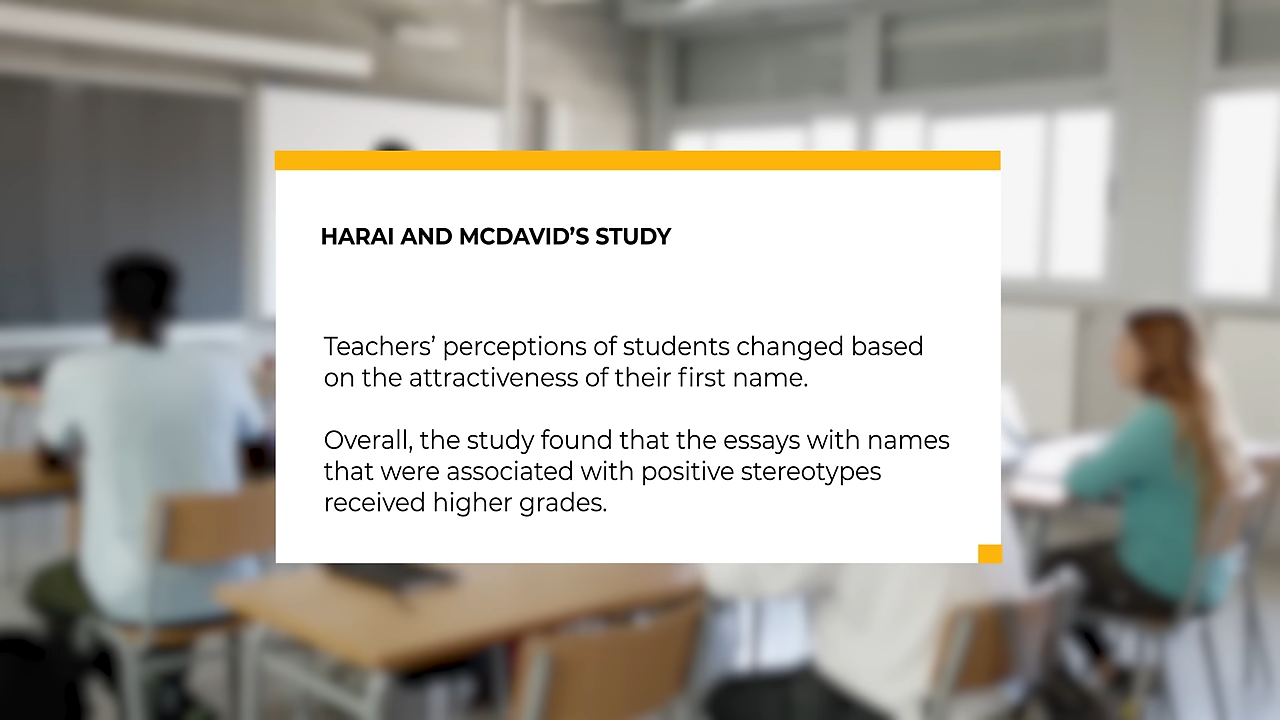 HARAI AND MCDAVID’S STUDY
Teachers’ perceptions of students changed based
on the attractiveness of their first name.
Overall, the study found that the essays with names
that were associated with positive stereotypes
received higher grades.